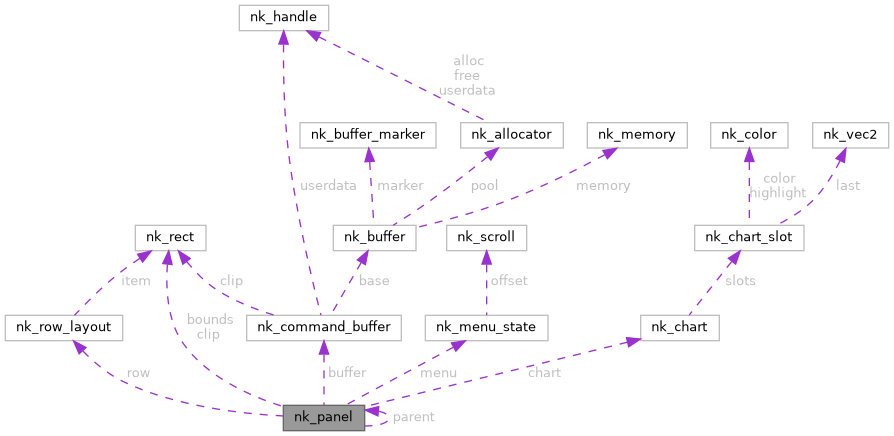 nk_handle
alloc
free
userdata
nk_buffer_marker
nk_allocator
nk_memory
nk_color
nk_vec2
userdata
marker
pool
memory
color
highlight
last
nk_rect
nk_buffer
nk_scroll
nk_chart_slot
item
clip
base
offset
slots
bounds
clip
nk_row_layout
nk_command_buffer
nk_menu_state
nk_chart
row
buffer
menu
chart
nk_panel
parent